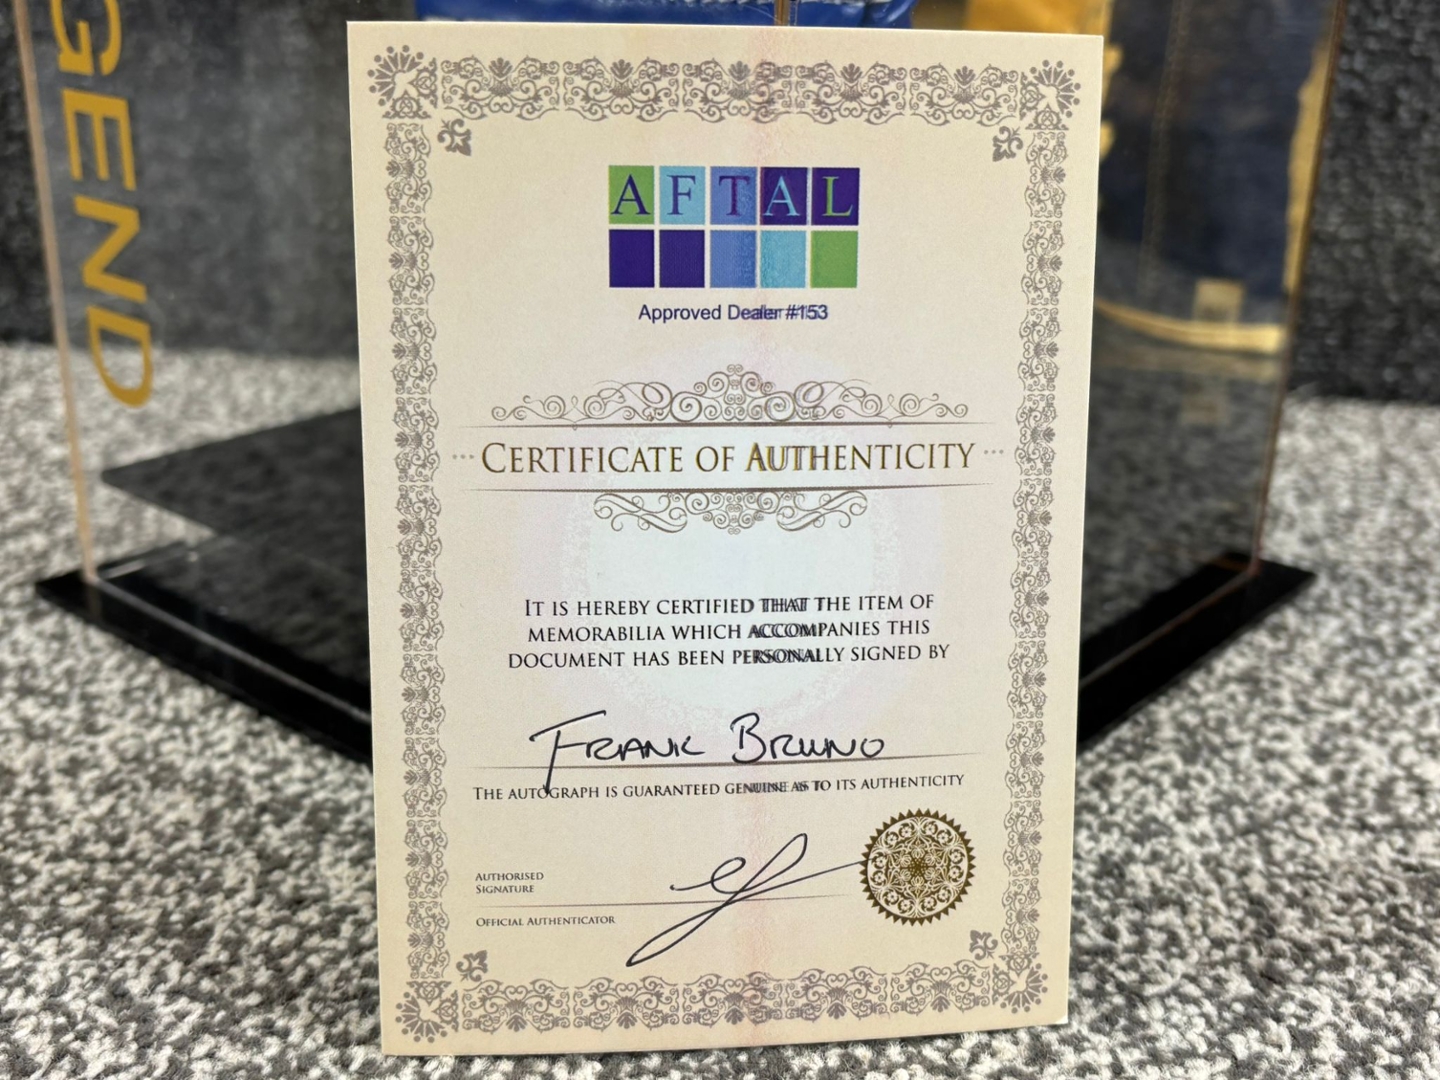 GEND
AFTAL
Approved Dealer #153
CERTIFICATE OF AUTHENTICITY
IT IS HEREBY CERTIFIED THAT THE ITEM OF
MEMORABILIA WHICH ACCOMPANIES THIS
DOCUMENT HAS BEEN PERSONALLY SIGNED BY
FRANK BRUNO
THE AUTOGRAPH IS GUARANTEED GENUINE AS TO ITS AUTHENTICITY
AUTHORISED
SIGNATURE
OFFICIAL AUTHENTICATOR